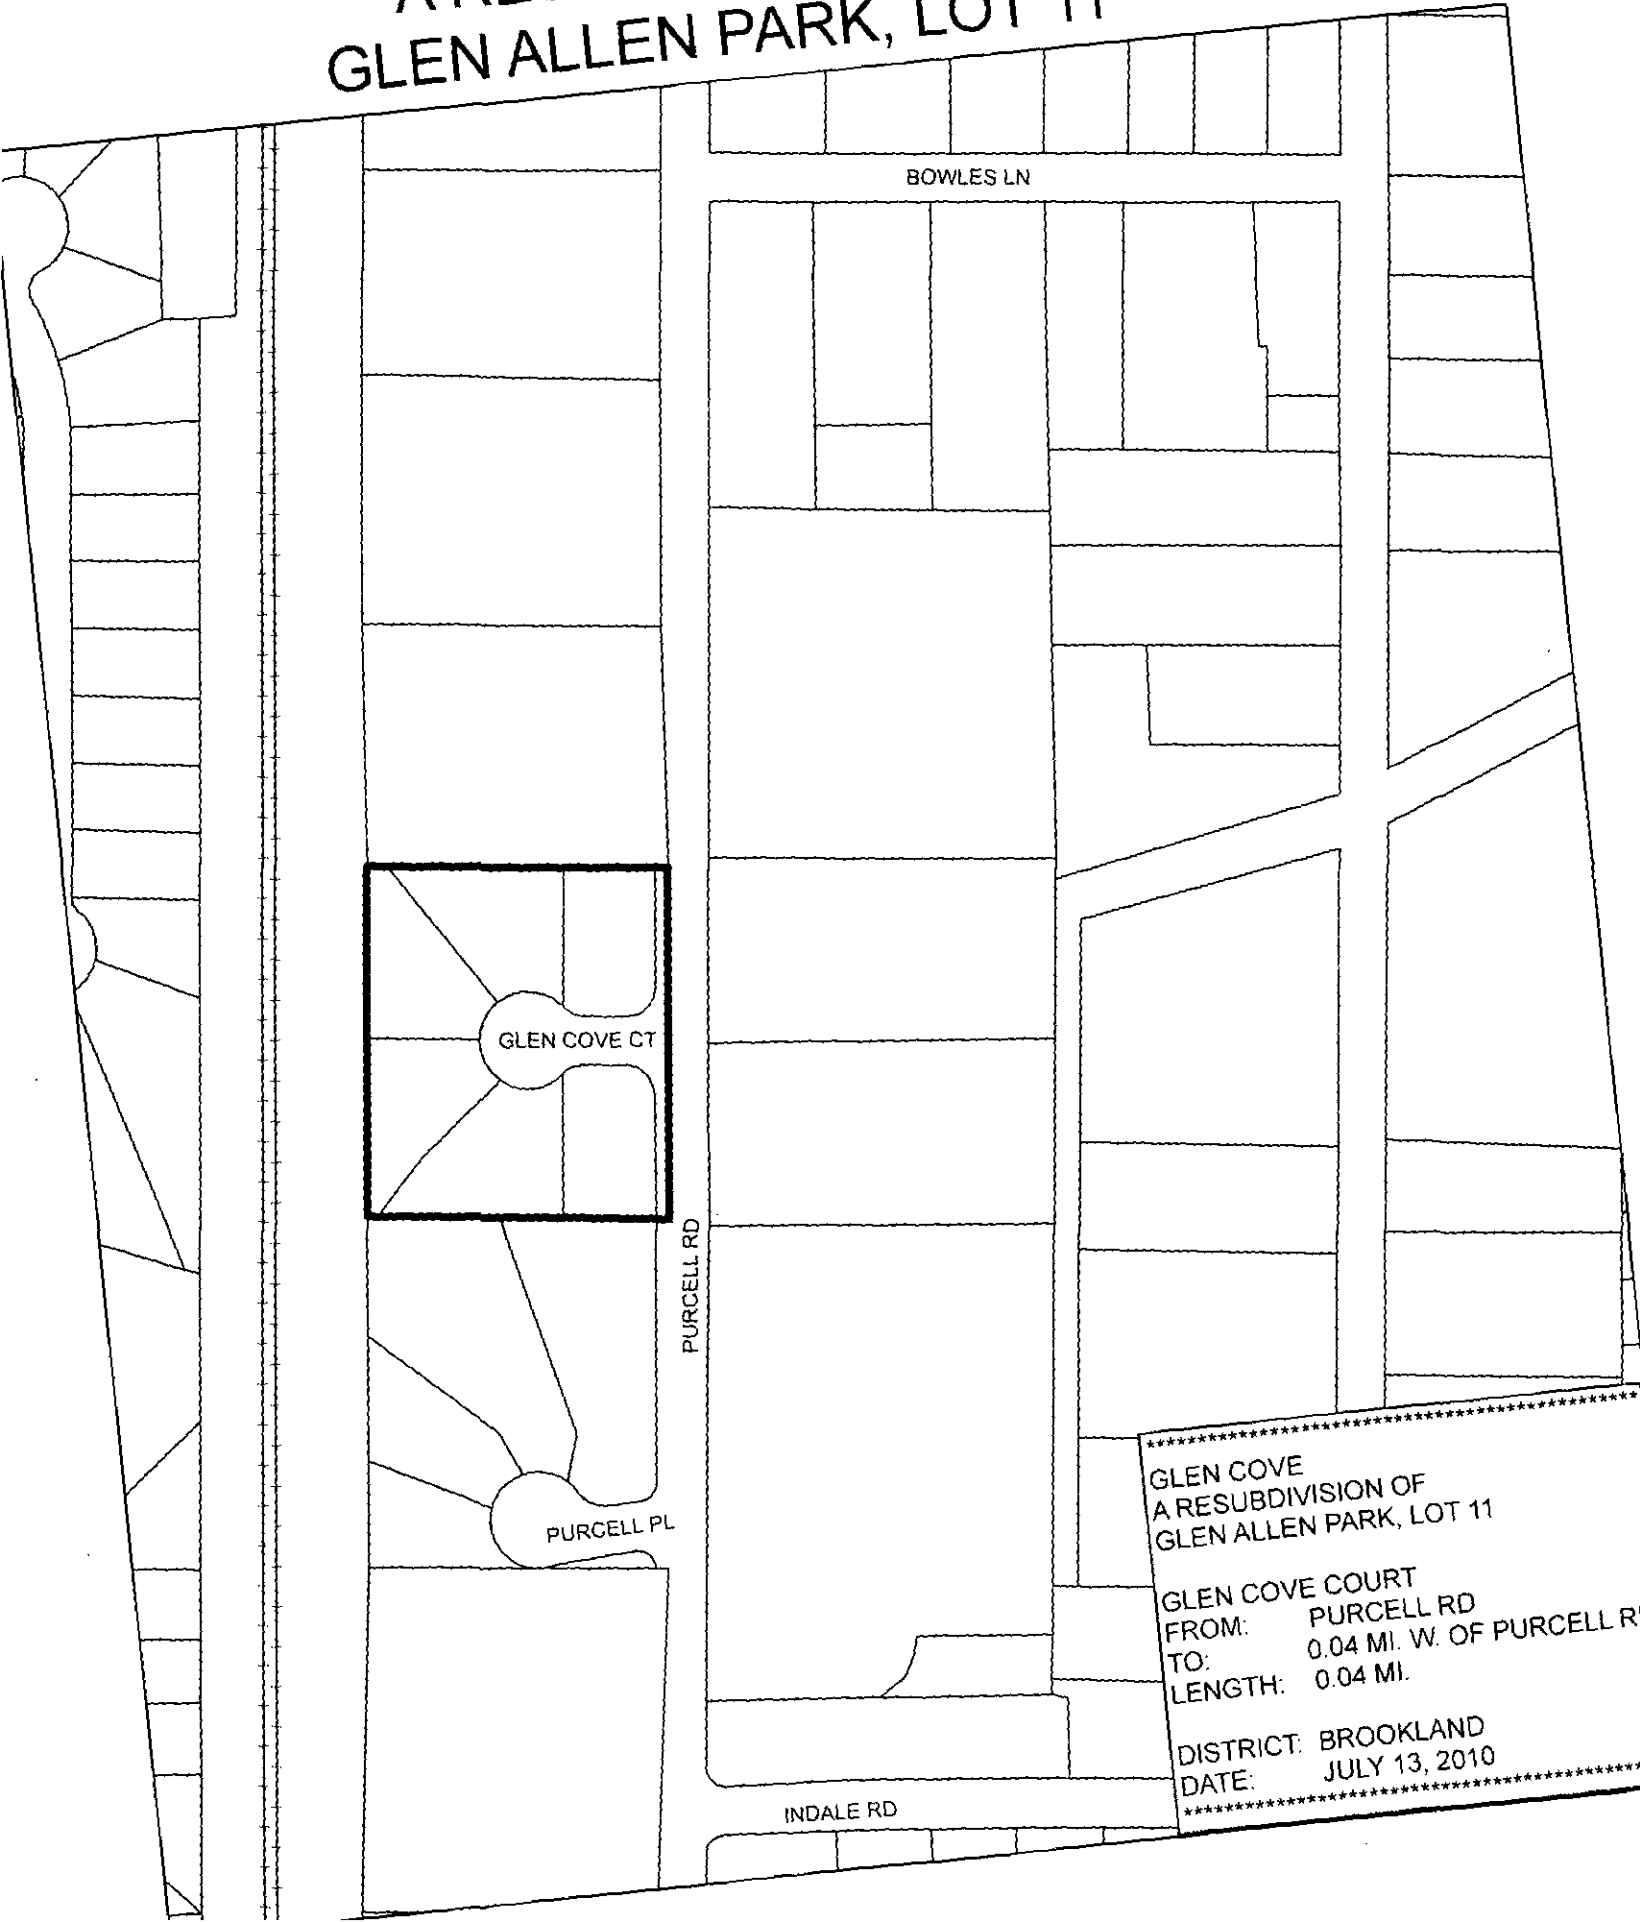 GLEN ALLEN PARK, LOT 11
BOWLES LN
GLEN COVE CT
PURCELL RD
PURCELL PL
INDALE RD
****************************************************
GLEN COVE
A RESUBDIVISION OF
GLEN ALLEN PARK, LOT 11
GLEN COVE COURT
FROM: PURCELL RD
TO: 0.04 MI. W. OF PURCELL RD
LENGTH: 0.04 MI.
DISTRICT: BROOKLAND
DATE: JULY 13, 2010
****************************************************